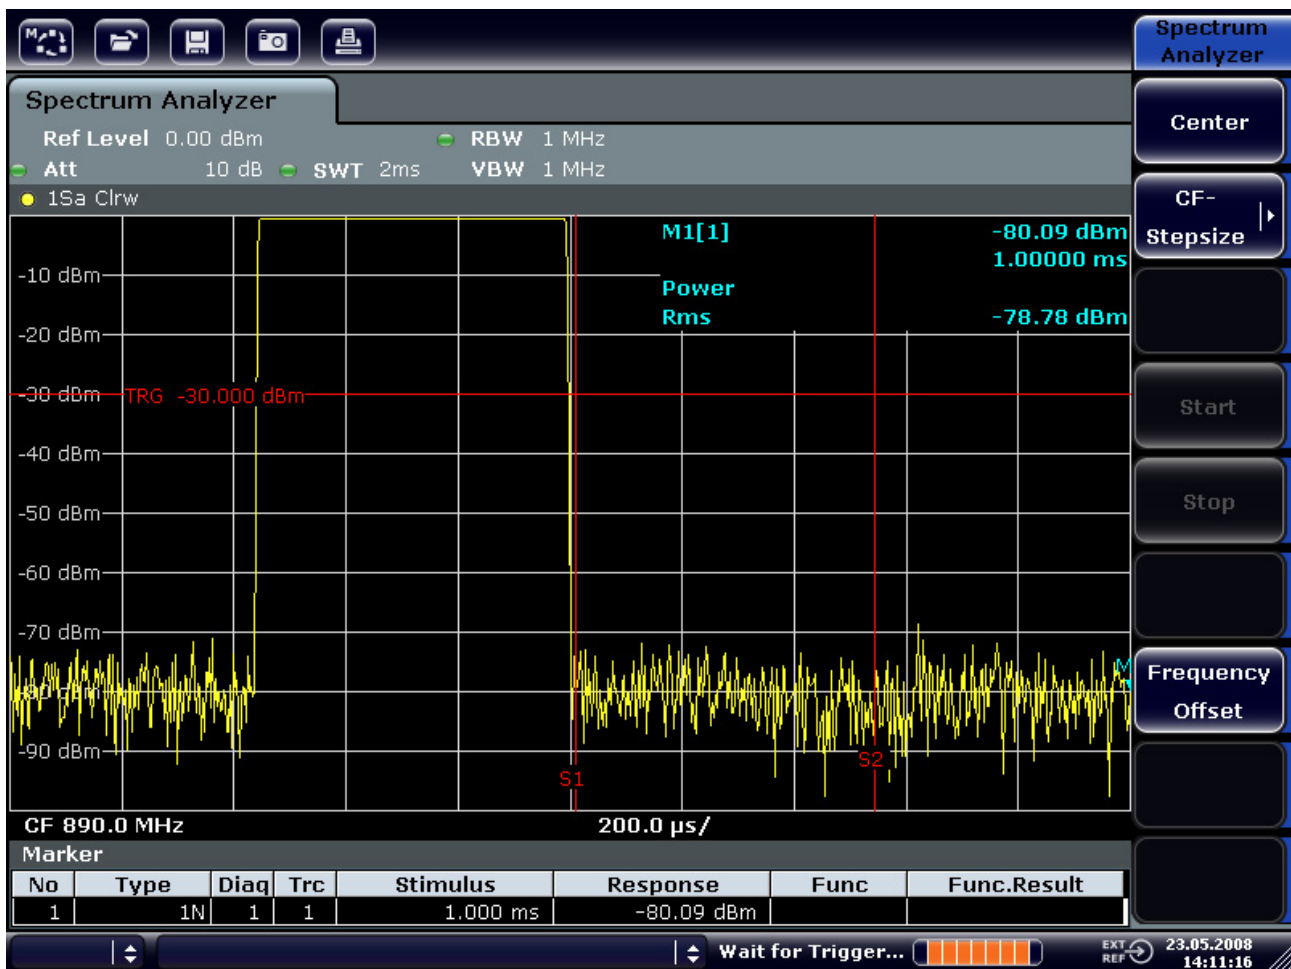 Spectrum Analyzer
Spectrum Analyzer
Ref Level 0.00 dBm RBW 1 MHz
Att 10 dB SWT 2ms VBW 1 MHz
1Sa Clrw
M1[1] -80.09 dBm
1.00000 ms
Power
Rms -78.78 dBm
-10 dBm
-20 dBm
-30 dBm
TRG -30.000 dBm
-40 dBm
-50 dBm
-60 dBm
-70 dBm
-80 dBm
-90 dBm
S1
S2
CF 890.0 MHz 200.0 µs/
Marker
No Type Diag Trc Stimulus Response Func Func.Result
1 1N 1 1 1.000 ms -80.09 dBm
Wait for Trigger... EXT REF 23.05.2008
14:11:16
Center
CF-
Stepsize
Start
Stop
Frequency
Offset